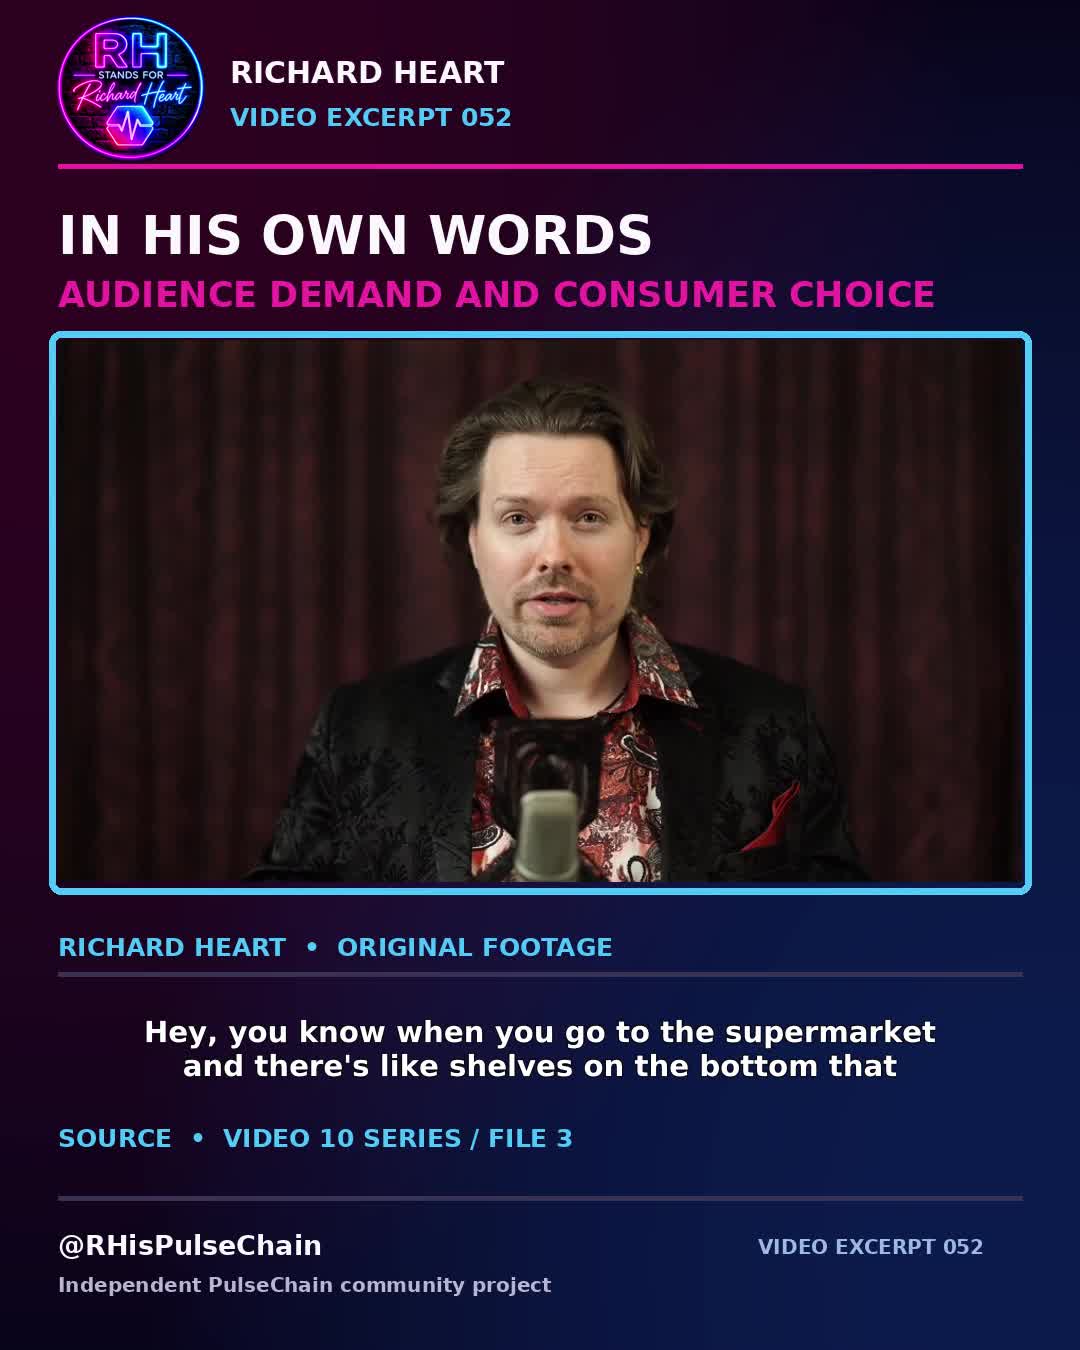 RH
STANDS FOR
Richard Heart
RICHARD HEART
VIDEO EXCERPT 052
IN HIS OWN WORDS
AUDIENCE DEMAND AND CONSUMER CHOICE
RICHARD HEART • ORIGINAL FOOTAGE
Hey, you know when you go to the supermarket
and there's like shelves on the bottom that
SOURCE • VIDEO 10 SERIES / FILE 3
@RHisPulseChain
VIDEO EXCERPT 052
Independent PulseChain community project